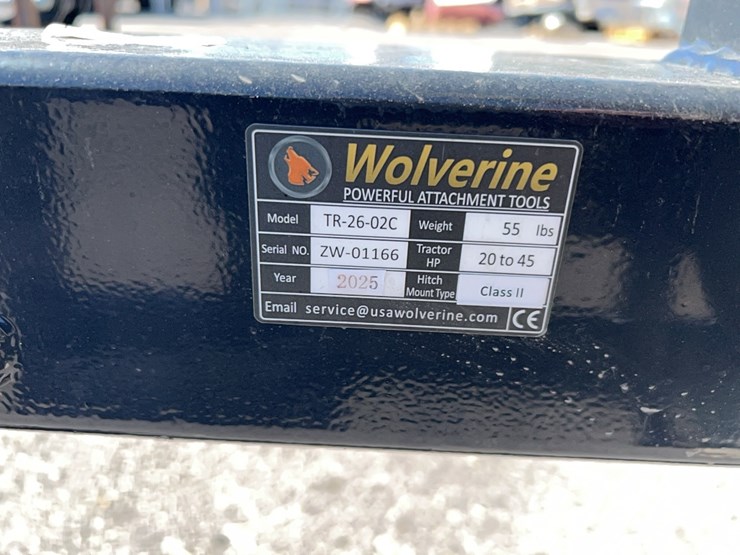 Wolverine
POWERFUL ATTACHMENT TOOLS
Model TR-26-02C Weight 55 lbs
Serial NO. ZW-01166 Tractor HP 20 to 45
Year 2025 Hitch Mount Type Class II
Email service@usawolverine.com CE